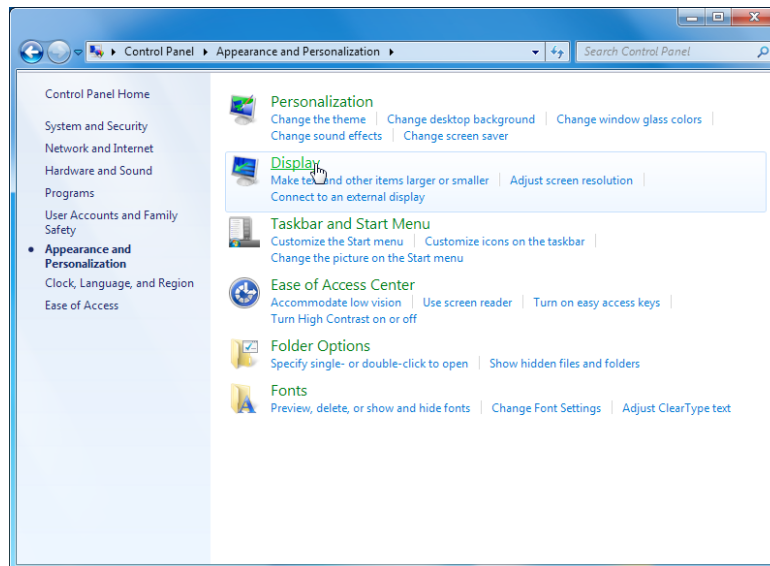 Control Panel Appearance and Personalization Search Control Panel
Control Panel Home
System and Security
Network and Internet
Hardware and Sound
Programs
User Accounts and Family
Safety
Appearance and
Personalization
Clock, Language, and Region
Ease of Access
Personalization
Change the theme Change desktop background Change window glass colors
Change sound effects Change screen saver
Display
Make text and other items larger or smaller Adjust screen resolution
Connect to an external display
Taskbar and Start Menu
Customize the Start menu Customize icons on the taskbar
Change the picture on the Start menu
Ease of Access Center
Accommodate low vision Use screen reader Turn on easy access keys
Turn High Contrast on or off
Folder Options
Specify single- or double-click to open Show hidden files and folders
Fonts
Preview, delete, or show and hide fonts Change Font Settings Adjust ClearType text